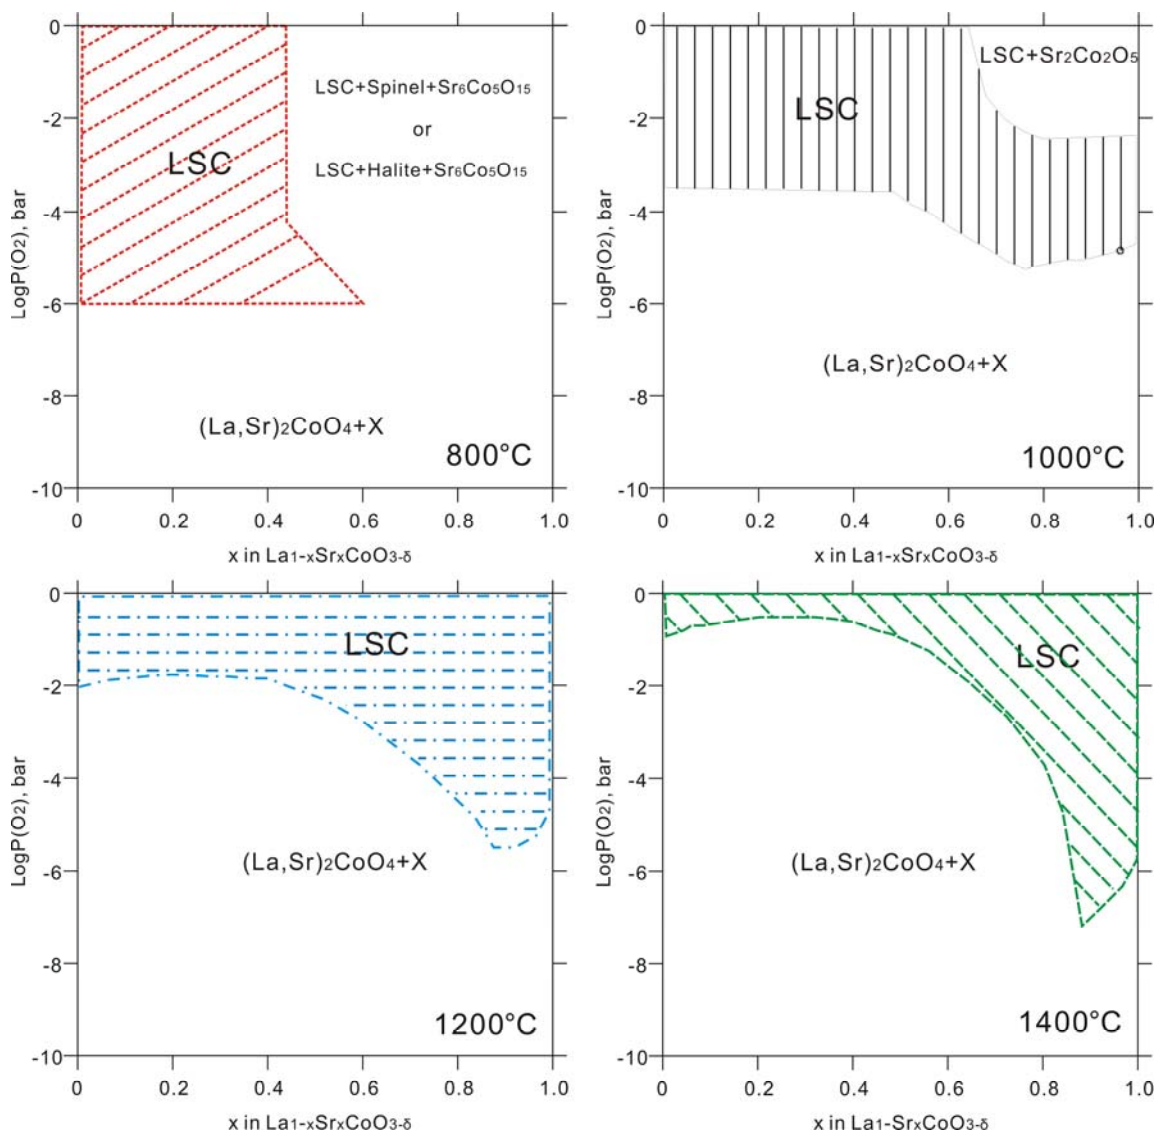 0
-2
-4
-6
-8
-10
LogP(O₂), bar
LSC
LSC+Spinel+Sr₆Co₅O₁₅
or
LSC+Halite+Sr₆Co₅O₁₅
(La,Sr)₂CoO₄+X
800°C
0 0.2 0.4 0.6 0.8 1.0
x in La₁-ₓSrₓCoO₃-δ
0
-2
-4
-6
-8
-10
LogP(O₂), bar
LSC
LSC+Sr₂Co₂O₅
(La,Sr)₂CoO₄+X
1000°C
0 0.2 0.4 0.6 0.8 1.0
x in La₁-ₓSrₓCoO₃-δ
0
-2
-4
-6
-8
-10
LogP(O₂), bar
LSC
(La,Sr)₂CoO₄+X
1200°C
0 0.2 0.4 0.6 0.8 1.0
x in La₁-ₓSrₓCoO₃-δ
0
-2
-4
-6
-8
-10
LogP(O₂), bar
LSC
(La,Sr)₂CoO₄+X
1400°C
0 0.2 0.4 0.6 0.8 1.0
x in La₁-SrₓCoO₃-δ